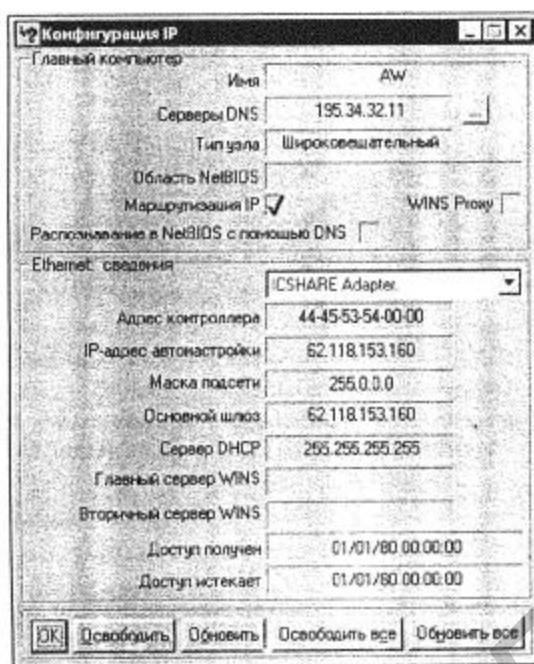 Конфигурация IP
Главный компьютер
Имя AW
Серверы DNS 195.34.32.11 ...
Тип узла Широковещательный
Область NetBIOS
Маршрутизация IP WINS Proxy
Распознавание в NetBIOS с помощью DNS
Ethernet: сведения
ICSHARE Adapter.
Адрес контроллера 44-45-53-54-00-00
IP-адрес автонастройки 62.118.153.160
Маска подсети 255.0.0.0
Основной шлюз 62.118.153.160
Сервер DHCP 255.255.255.255
Главный сервер WINS
Вторичный сервер WINS
Доступ получен 01/01/80 00:00:00
Доступ истекает 01/01/80 00:00:00
OK Освободить Обновить Освободить все Обновить все